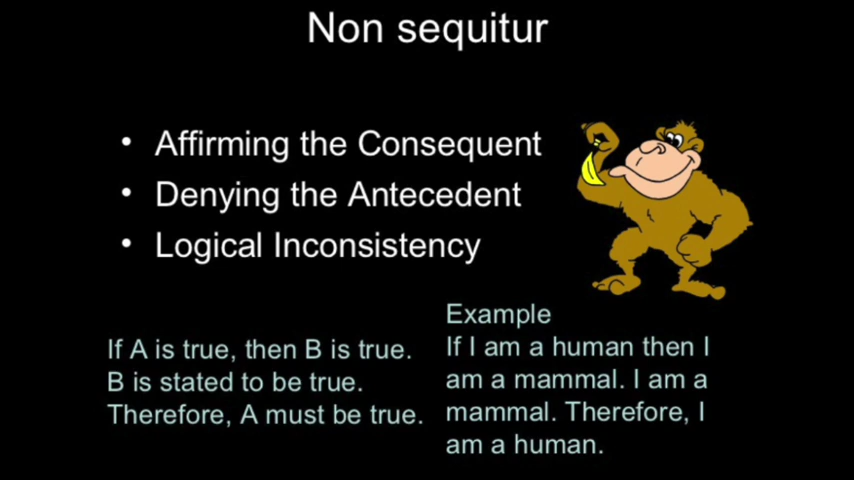 Non sequitur
• Affirming the Consequent
• Denying the Antecedent
• Logical Inconsistency
If A is true, then B is true.
B is stated to be true.
Therefore, A must be true.
Example
If I am a human then I
am a mammal. I am a
mammal. Therefore, I
am a human.